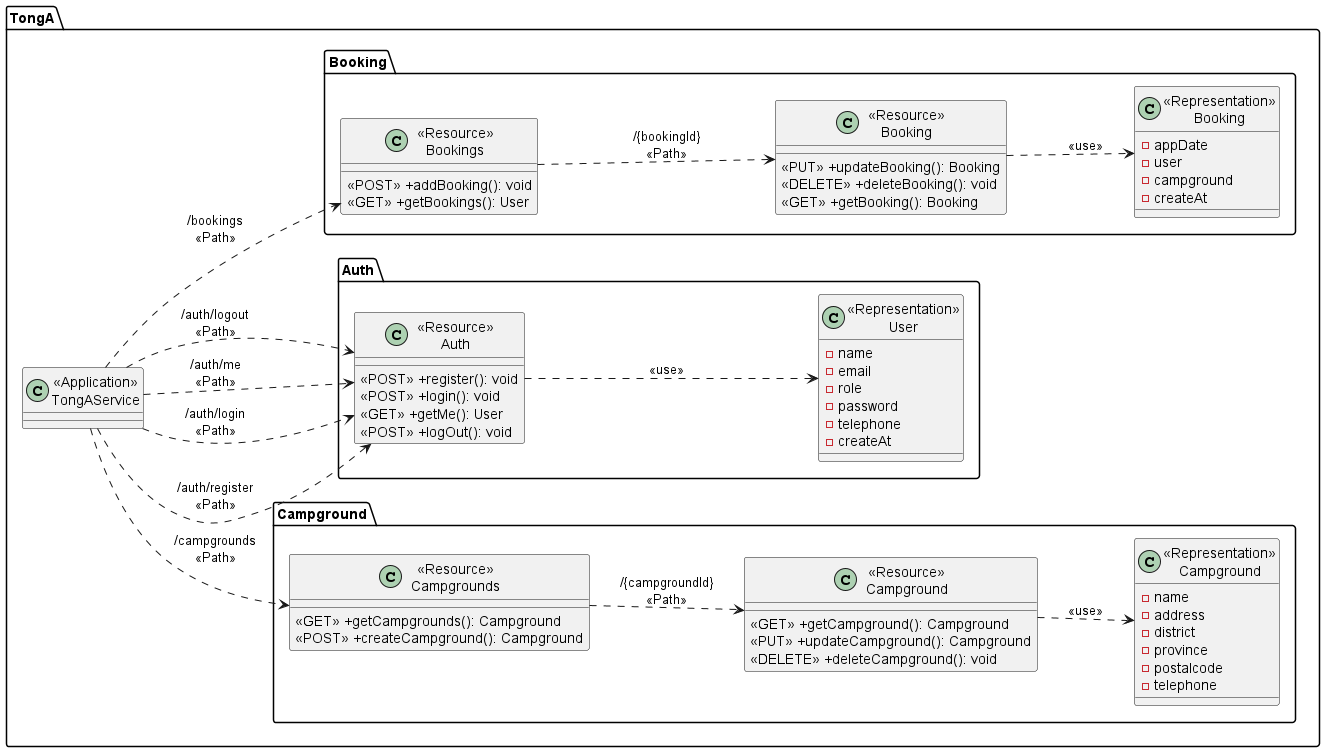 TongA
Booking
«Resource»
Bookings
«POST» +addBooking(): void
«GET» +getBookings(): User
/{bookingId}
«Path»
C
«Resource»
Booking
«PUT» +updateBooking(): Booking
«DELETE» +deleteBooking(): void
«GET» +getBooking(): Booking
«use»
C
«Representation»
Booking
appDate
user
campground
createAt
C
/bookings
«Path»
Auth
C
«Resource»
Auth
«POST» +register(): void
«POST» +login(): void
«GET» +getMe(): User
«POST» +logOut(): void
«use»
C
«Representation»
User
name
email
role
password
telephone
createAt
/auth/logout
«Path»
/auth/me
«Path»
C
«Application»
TongAService
/auth/login
«Path»
/auth/register
«Path»
/campgrounds
«Path»
Campground
C
«Resource»
Campgrounds
«GET» +getCampgrounds(): Campground
«POST» +createCampground(): Campground
/{campgroundId}
«Path»
C
«Resource»
Campground
«GET» +getCampground(): Campground
«PUT» +updateCampground(): Campground
«DELETE» +deleteCampground(): void
«use»
C
«Representation»
Campground
name
address
district
province
postalcode
telephone